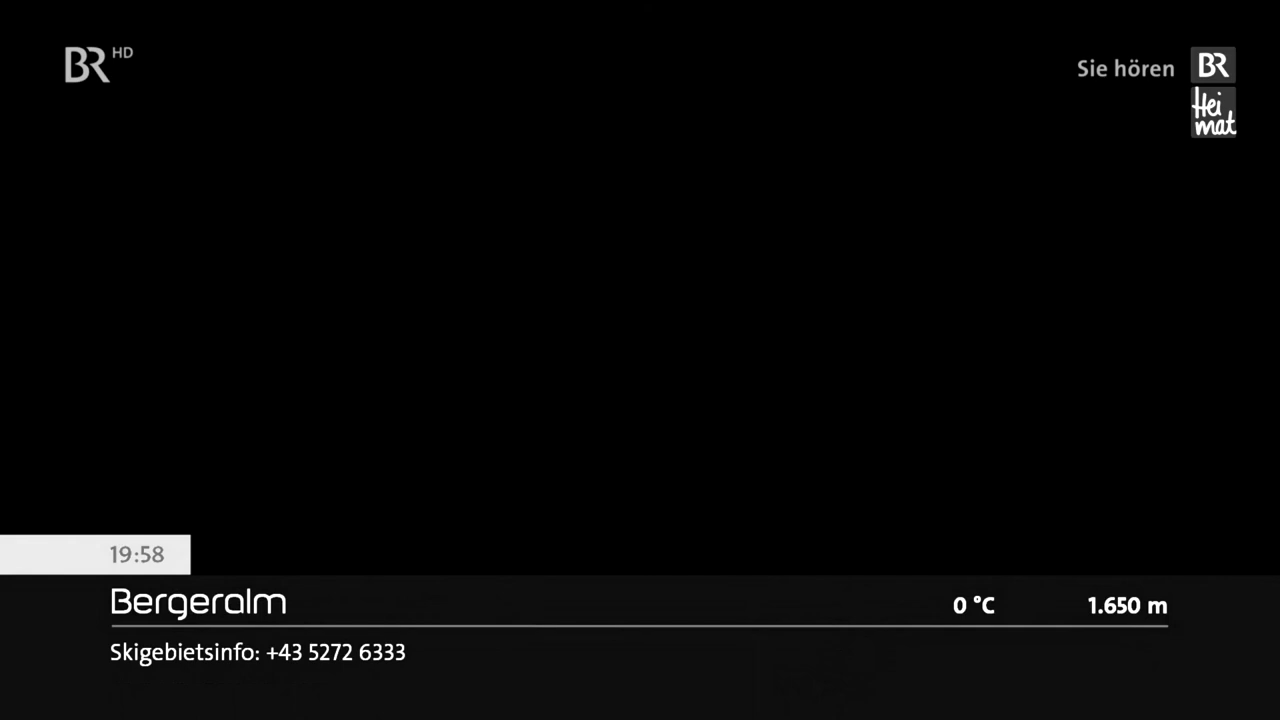 BR HD
Sie hören BR
Hei
mat
19:58
Bergeralm 0 °C 1.650 m
Skigebietsinfo: +43 5272 6333